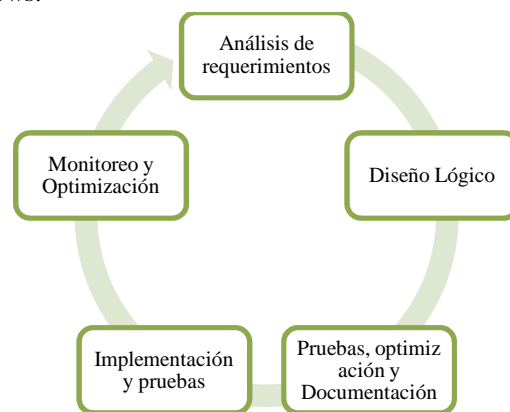 Análisis de
requerimientos
Diseño Lógico
Pruebas, optimiz
ación y
Documentación
Implementación
y pruebas
Monitoreo y
Optimización